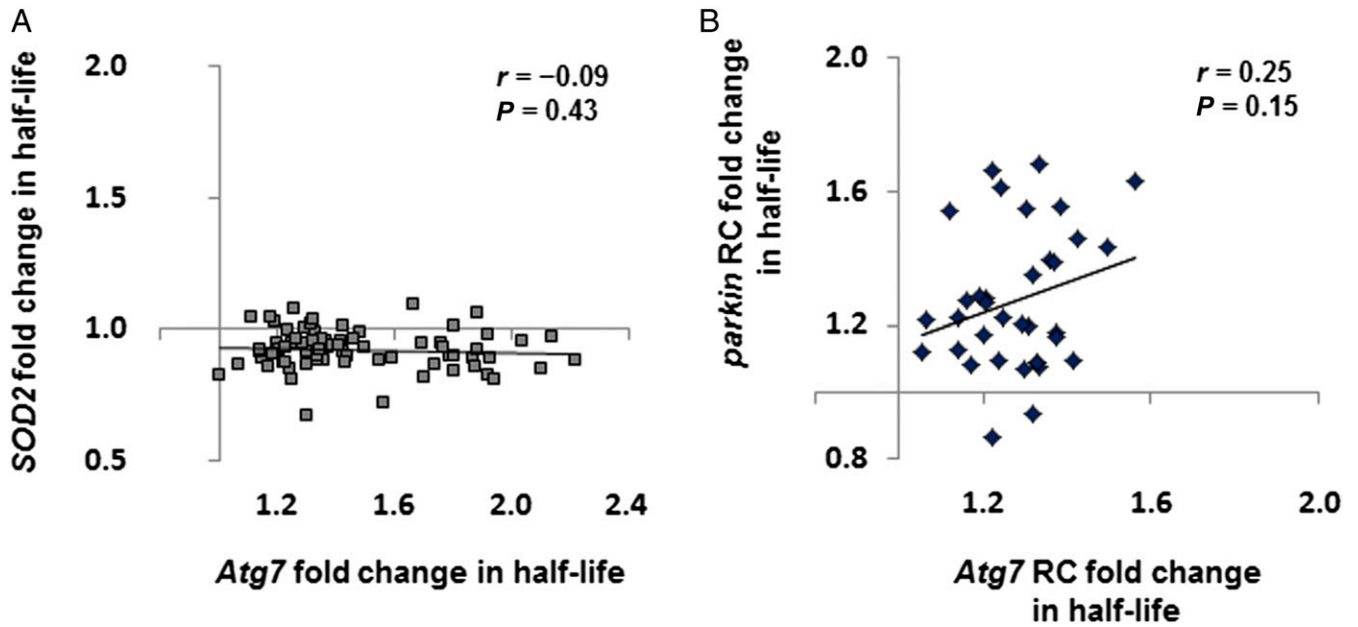 A
SOD2 fold change in half-life
2.0
1.5
1.0
0.5
r = −0.09
P = 0.43
1.2 1.6 2.0 2.4
Atg7 fold change in half-life
B
parkin RC fold change
in half-life
2.0
1.6
1.2
0.8
r = 0.25
P = 0.15
1.2 1.6 2.0
Atg7 RC fold change
in half-life